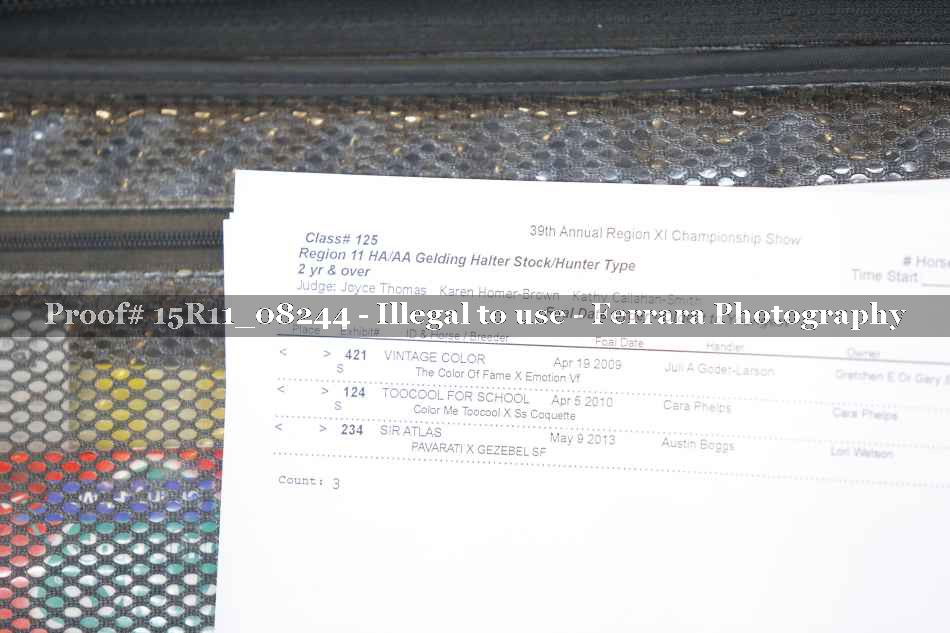 39th Annual Region XI Championship Show
Class# 125
Region 11 HA/AA Gelding Halter Stock/Hunter Type
# Horse
2 yr & over
Time Start:
Judge: Joyce Thomas Karen Homer-Brown Kathy Callahan-Smith
Proof# 15R11_08244 - Illegal to use - Ferrara Photography
Place Exhibit# ID & Horse / Breeder Foal Date Handler Owner
< > 421 VINTAGE COLOR Apr 19 2009 Juli A Goder-Larson Gretchen E Or Gary
S The Color Of Fame X Emotion Vf
< > 124 TOOCOOL FOR SCHOOL Apr 5 2010 Cara Phelps Cara Phelps
S Color Me Toocool X Ss Coquette
< > 234 SIR ATLAS May 9 2013 Austin Boggs Lori Watson
PAVARATI X GEZEBEL SF
Count: 3